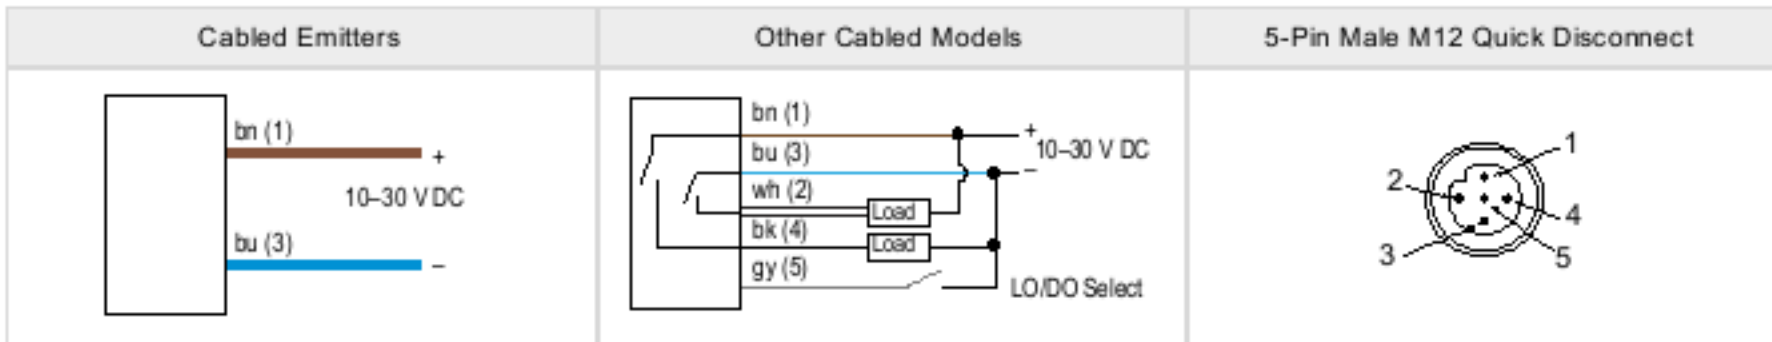 Cabled Emitters
Other Cabled Models
5-Pin Male M12 Quick Disconnect
bn (1)
+
10–30 V DC
bu (3)
–
bn (1)
+
10–30 V DC
bu (3)
–
wh (2)
Load
bk (4)
Load
gy (5)
LO/DO Select
1
2
4
3
5